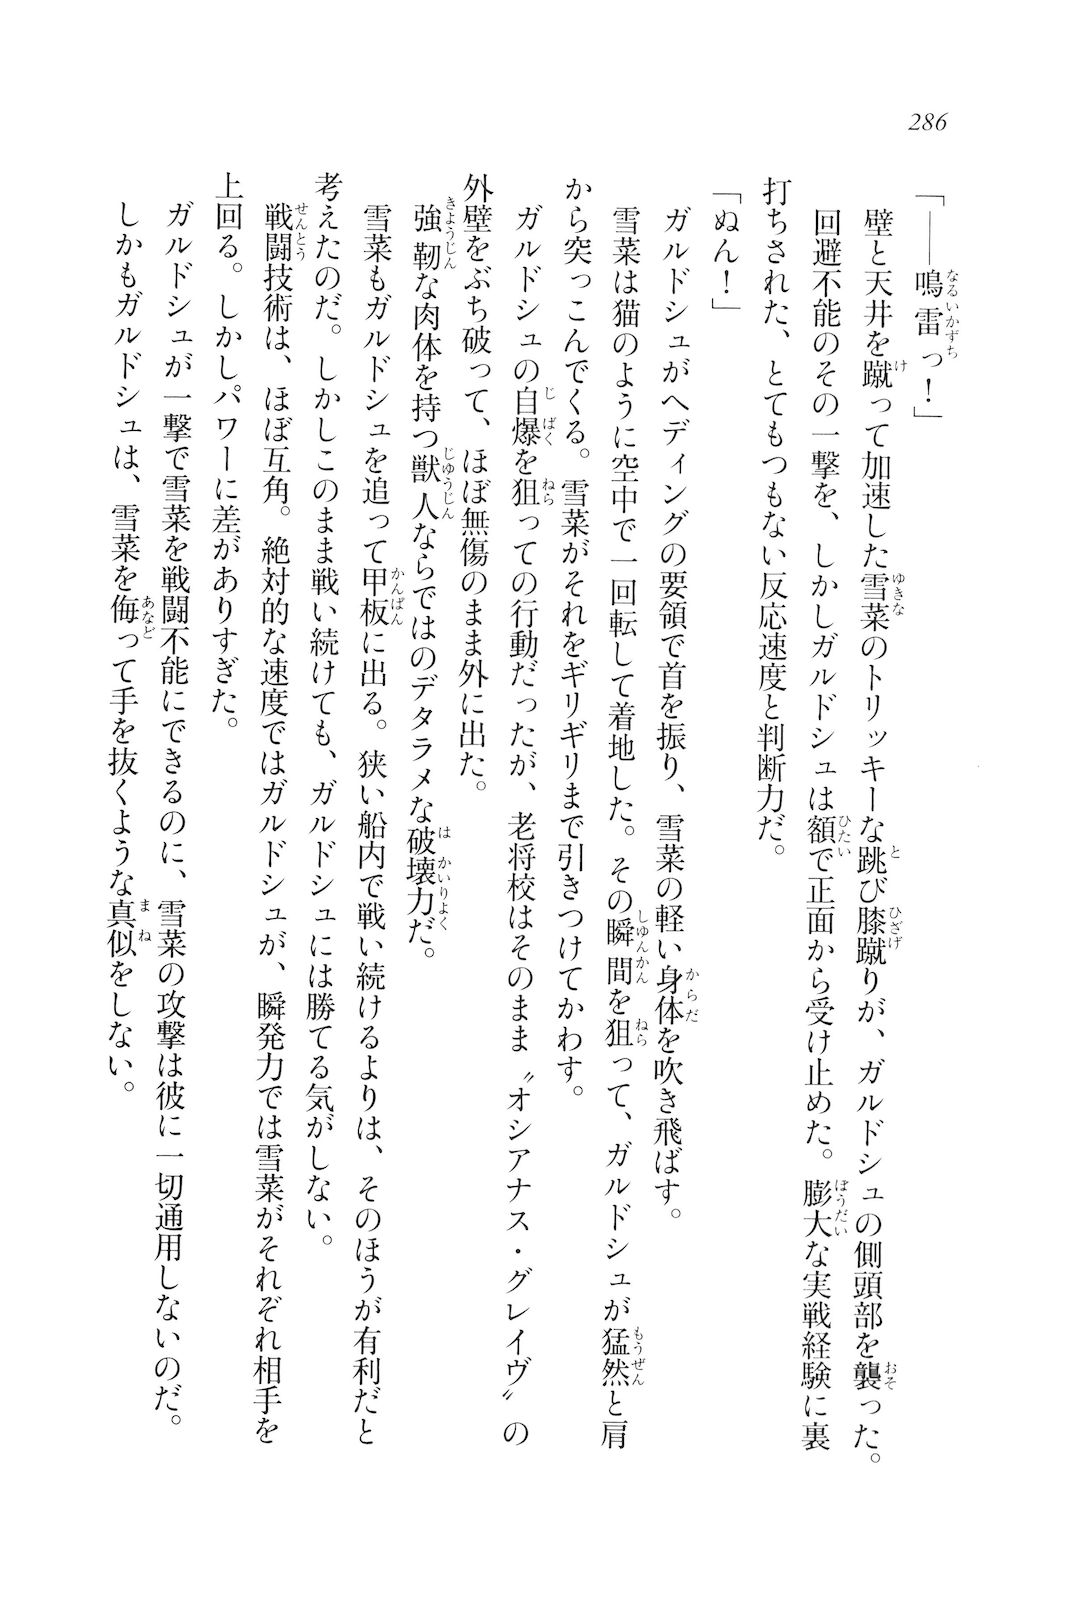 286
「――鳴雷っ！」
壁と天井を蹴って加速した雪菜のトリッキーな跳び膝蹴りが、ガルドシュの側頭部を襲った。
回避不能のその一撃を、しかしガルドシュは額で正面から受け止めた。膨大な実戦経験に裏
打ちされた、とてもつもない反応速度と判断力だ。
「ぬん！」
ガルドシュがヘディングの要領で首を振り、雪菜の軽い身体を吹き飛ばす。
雪菜は猫のように空中で一回転して着地した。その瞬間を狙って、ガルドシュが猛然と肩
から突っこんでくる。雪菜がそれをギリギリまで引きつけてかわす。
ガルドシュの自爆を狙っての行動だったが、老将校はそのまま〝オシアナス・グレイヴ〟の
外壁をぶち破って、ほぼ無傷のまま外に出た。
強靭な肉体を持つ獣人ならではのデタラメな破壊力だ。
雪菜もガルドシュを追って甲板に出る。狭い船内で戦い続けるよりは、そのほうが有利だと
考えたのだ。しかしこのまま戦い続けても、ガルドシュには勝てる気がしない。
戦闘技術は、ほぼ互角。絶対的な速度ではガルドシュが、瞬発力では雪菜がそれぞれ相手を
上回る。しかしパワーに差がありすぎた。
ガルドシュが一撃で雪菜を戦闘不能にできるのに、雪菜の攻撃は彼に一切通用しないのだ。
しかもガルドシュは、雪菜を侮って手を抜くような真似をしない。